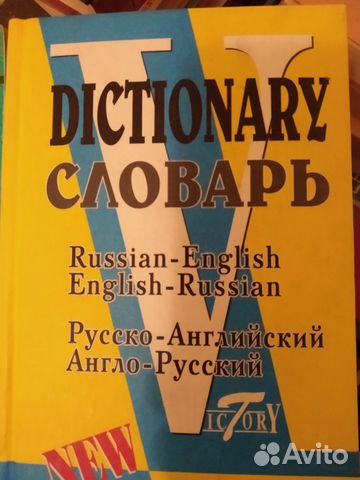 DICTIONARY
СЛОВАРЬ
Russian-English
English-Russian
Русско-Английский
Англо-Русский
VICTORY
NEW
Avito